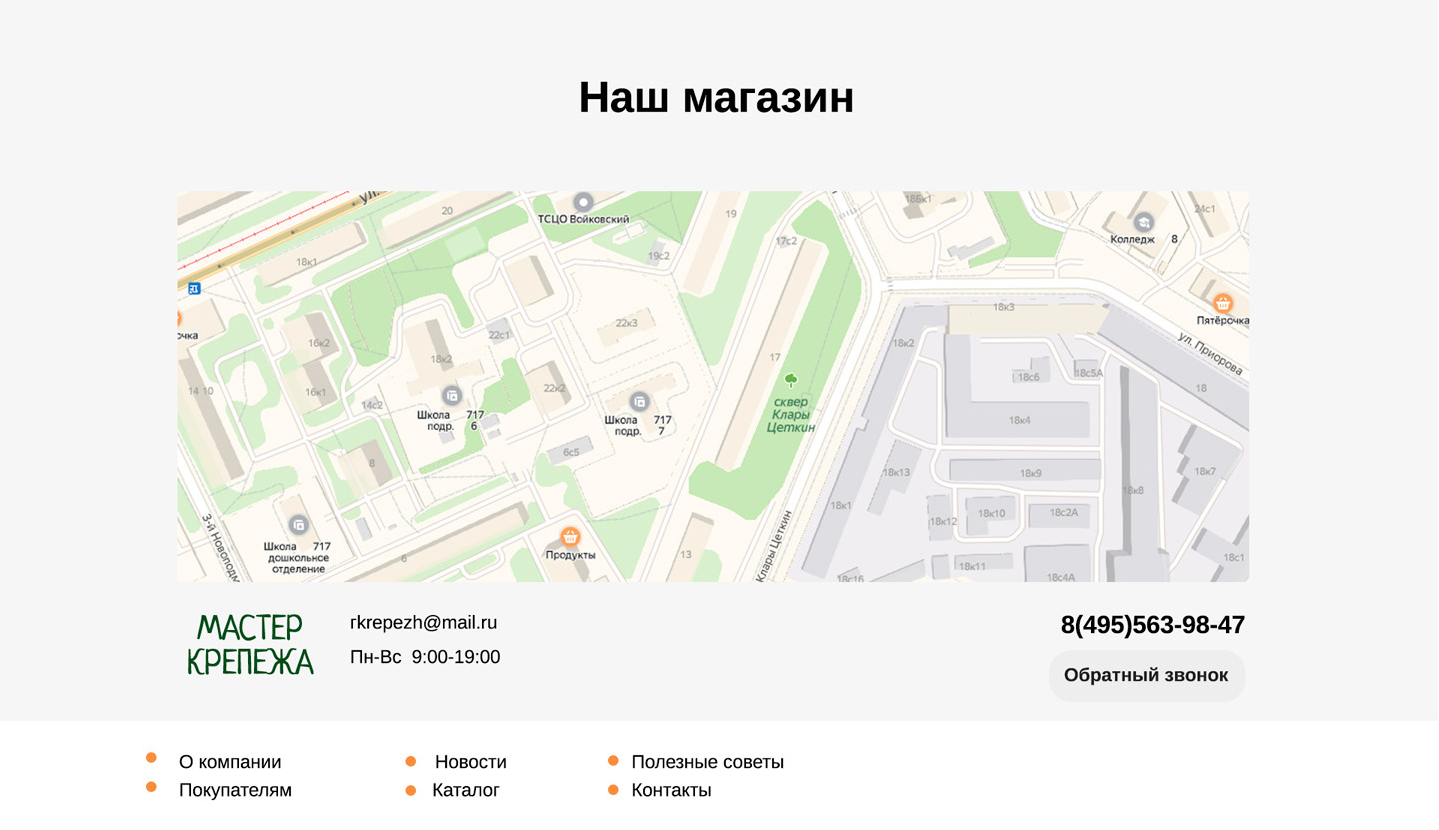 Наш магазин
ул.
20
ТСЦО Войковский
19
18Бк1
24с1
Колледж 8
17с2
19с2
18к1
Пятёрочка
18к3
чка
22к3
22с1
16к2
18к2
17
18к2
ул. Приорова
18с6
18с5А
14 10
16к1
14с2
22к2
18
сквер
Клары
Цеткин
Школа 717
подр. 6
Школа 717
подр. 7
18к4
6с5
8
18к13
18к9
18к7
18к8
18к1
18к12
18к10
18с2А
3-й Новоподм
Школа 717
дошкольное
отделение
6
Продукты
13
Клары Цеткин
18с16
18к11
18с4А
18с1
МАСТЕР
КРЕПЕЖА
rkrepezh@mail.ru
Пн-Вс 9:00-19:00
8(495)563-98-47
Обратный звонок
О компании
Новости
Полезные советы
Покупателям
Каталог
Контакты